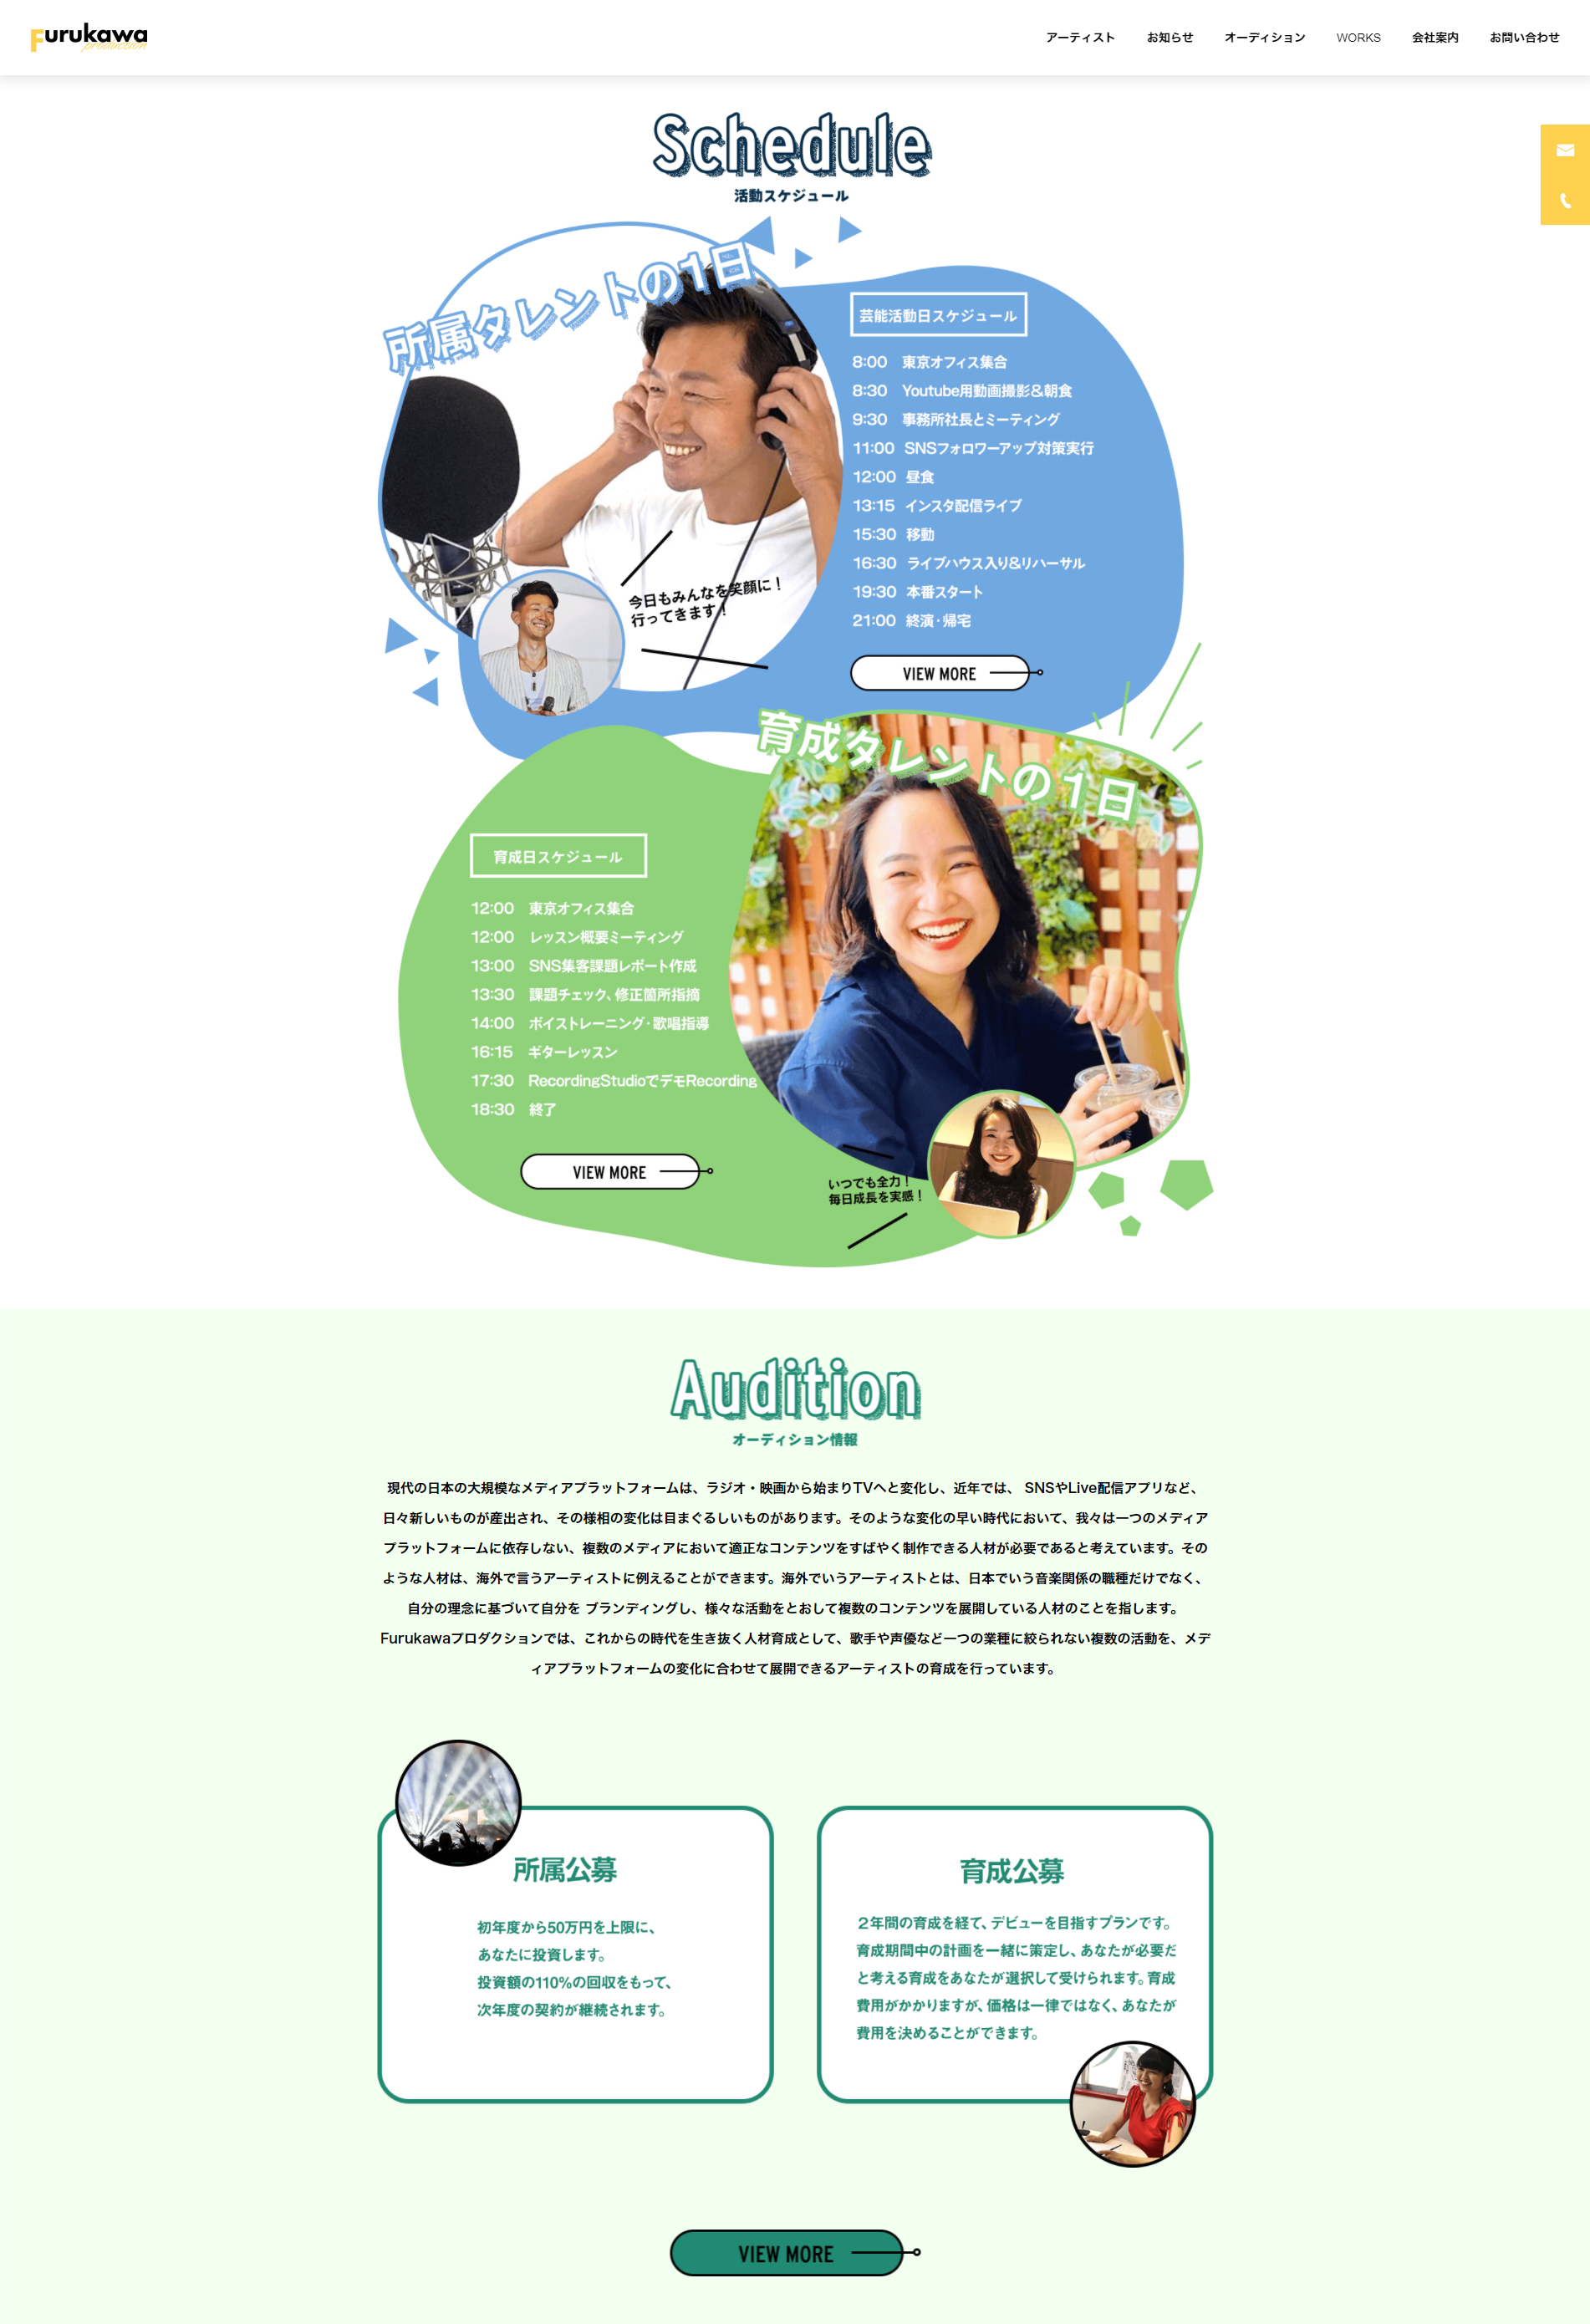 Furukawa
production
アーティスト
お知らせ
オーディション
WORKS
会社案内
お問い合わせ
Schedule
活動スケジュール
所属タレントの1日
芸能活動日スケジュール
8:00 東京オフィス集合
8:30 Youtube用動画撮影&朝食
9:30 事務所社長とミーティング
11:00 SNSフォロワーアップ対策実行
12:00 昼食
13:15 インスタ配信ライブ
15:30 移動
16:30 ライブハウス入り&リハーサル
19:30 本番スタート
21:00 終演・帰宅
今日もみんなを笑顔に！
行ってきます！
VIEW MORE
育成タレントの1日
育成日スケジュール
12:00 東京オフィス集合
12:00 レッスン概要ミーティング
13:00 SNS集客課題レポート作成
13:30 課題チェック、修正箇所指摘
14:00 ボイストレーニング・歌唱指導
16:15 ギターレッスン
17:30 RecordingStudioでデモRecording
18:30 終了
VIEW MORE
いつでも全力！
毎日成長を実感！
Audition
オーディション情報
現代の日本の大規模なメディアプラットフォームは、ラジオ・映画から始まりTVへと変化し、近年では、 SNSやLive配信アプリなど、
日々新しいものが産出され、その様相の変化は目まぐるしいものがあります。そのような変化の早い時代において、我々は一つのメディア
プラットフォームに依存しない、複数のメディアにおいて適正なコンテンツをすばやく制作できる人材が必要であると考えています。その
ような人材は、海外で言うアーティストに例えることができます。海外でいうアーティストとは、日本でいう音楽関係の職種だけでなく、
自分の理念に基づいて自分を ブランディングし、様々な活動をとおして複数のコンテンツを展開している人材のことを指します。
Furukawaプロダクションでは、これからの時代を生き抜く人材育成として、歌手や声優など一つの業種に絞られない複数の活動を、メデ
ィアプラットフォームの変化に合わせて展開できるアーティストの育成を行っています。
所属公募
初年度から50万円を上限に、
あなたに投資します。
投資額の110%の回収をもって、
次年度の契約が継続されます。
育成公募
２年間の育成を経て、デビューを目指すプランです。
育成期間中の計画を一緒に策定し、あなたが必要だ
と考える育成をあなたが選択して受けられます。育成
費用がかかりますが、価格は一律ではなく、あなたが
費用を決めることができます。
VIEW MORE